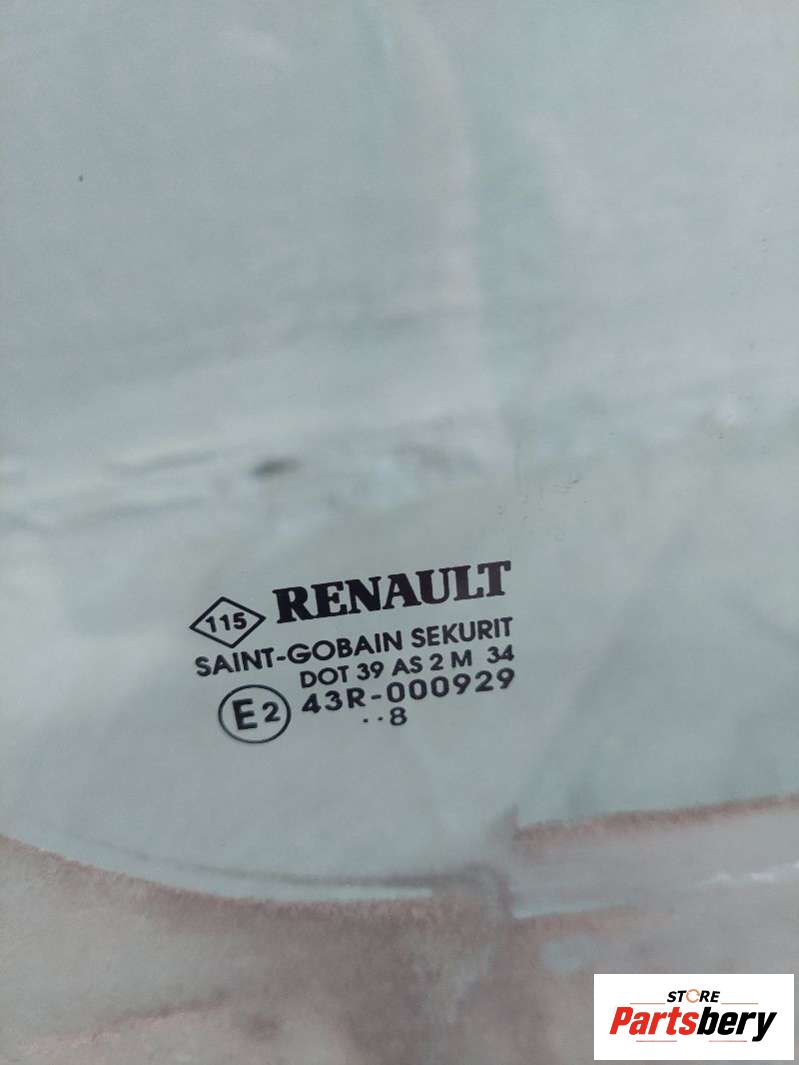 115 RENAULT
SAINT-GOBAIN SEKURIT
DOT 39 AS 2 M 34
E2 43R-000929
..8
STORE
Partsbery